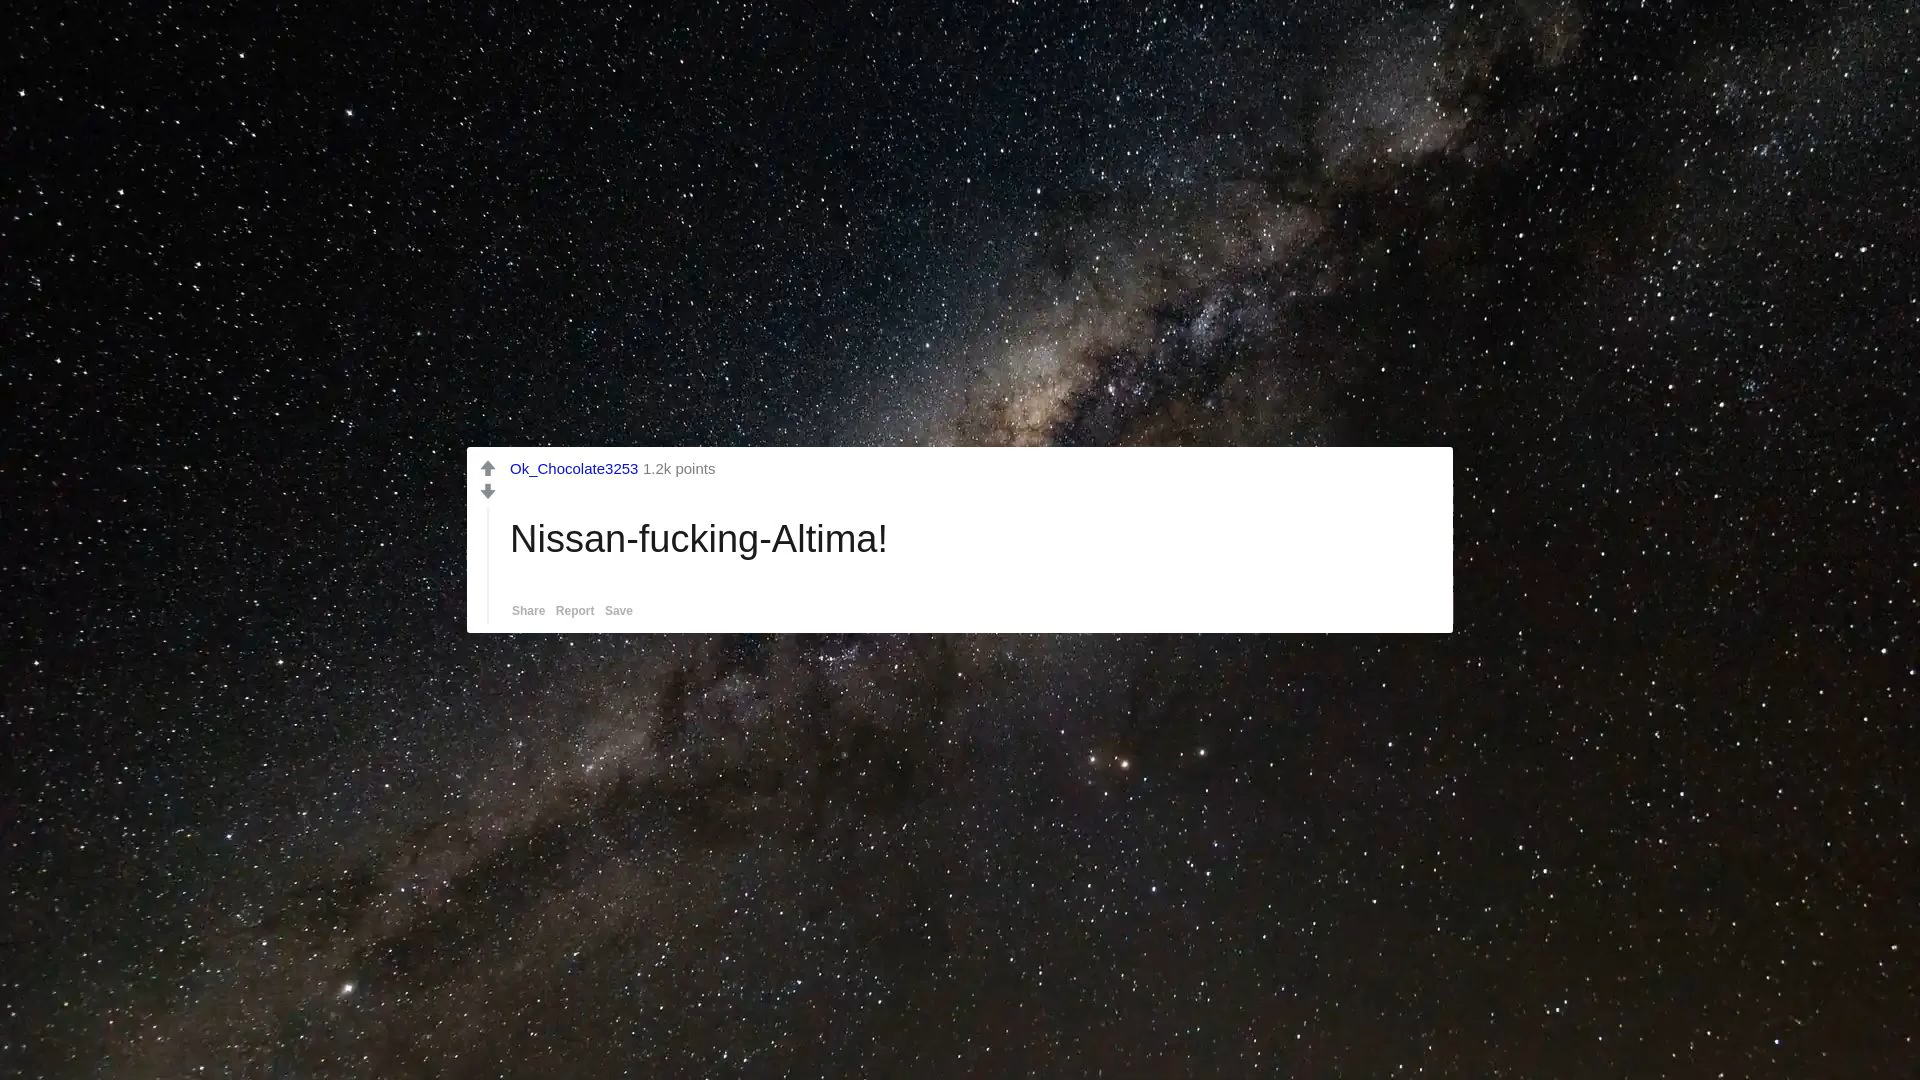 Ok_Chocolate3253 1.2k points
Nissan-fucking-Altima!
Share Report Save